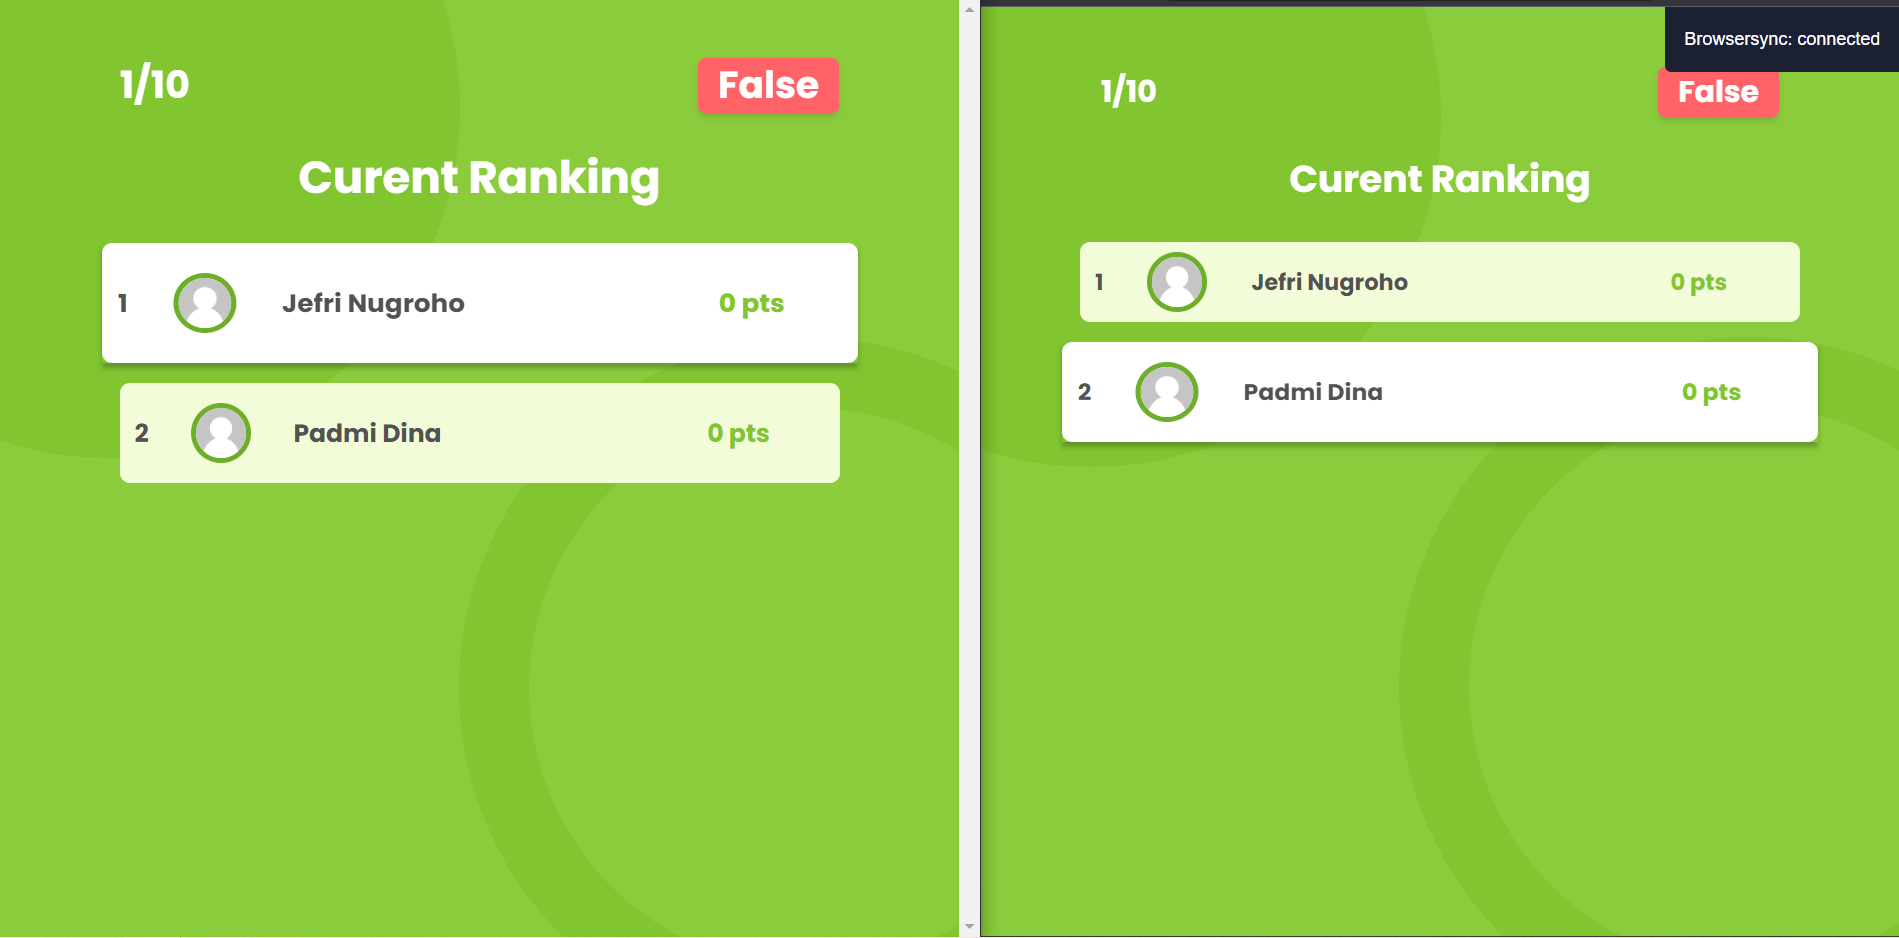 1/10
False
Curent Ranking
1 Jefri Nugroho 0 pts
2 Padmi Dina 0 pts
Browsersync: connected
1/10
False
Curent Ranking
1 Jefri Nugroho 0 pts
2 Padmi Dina 0 pts